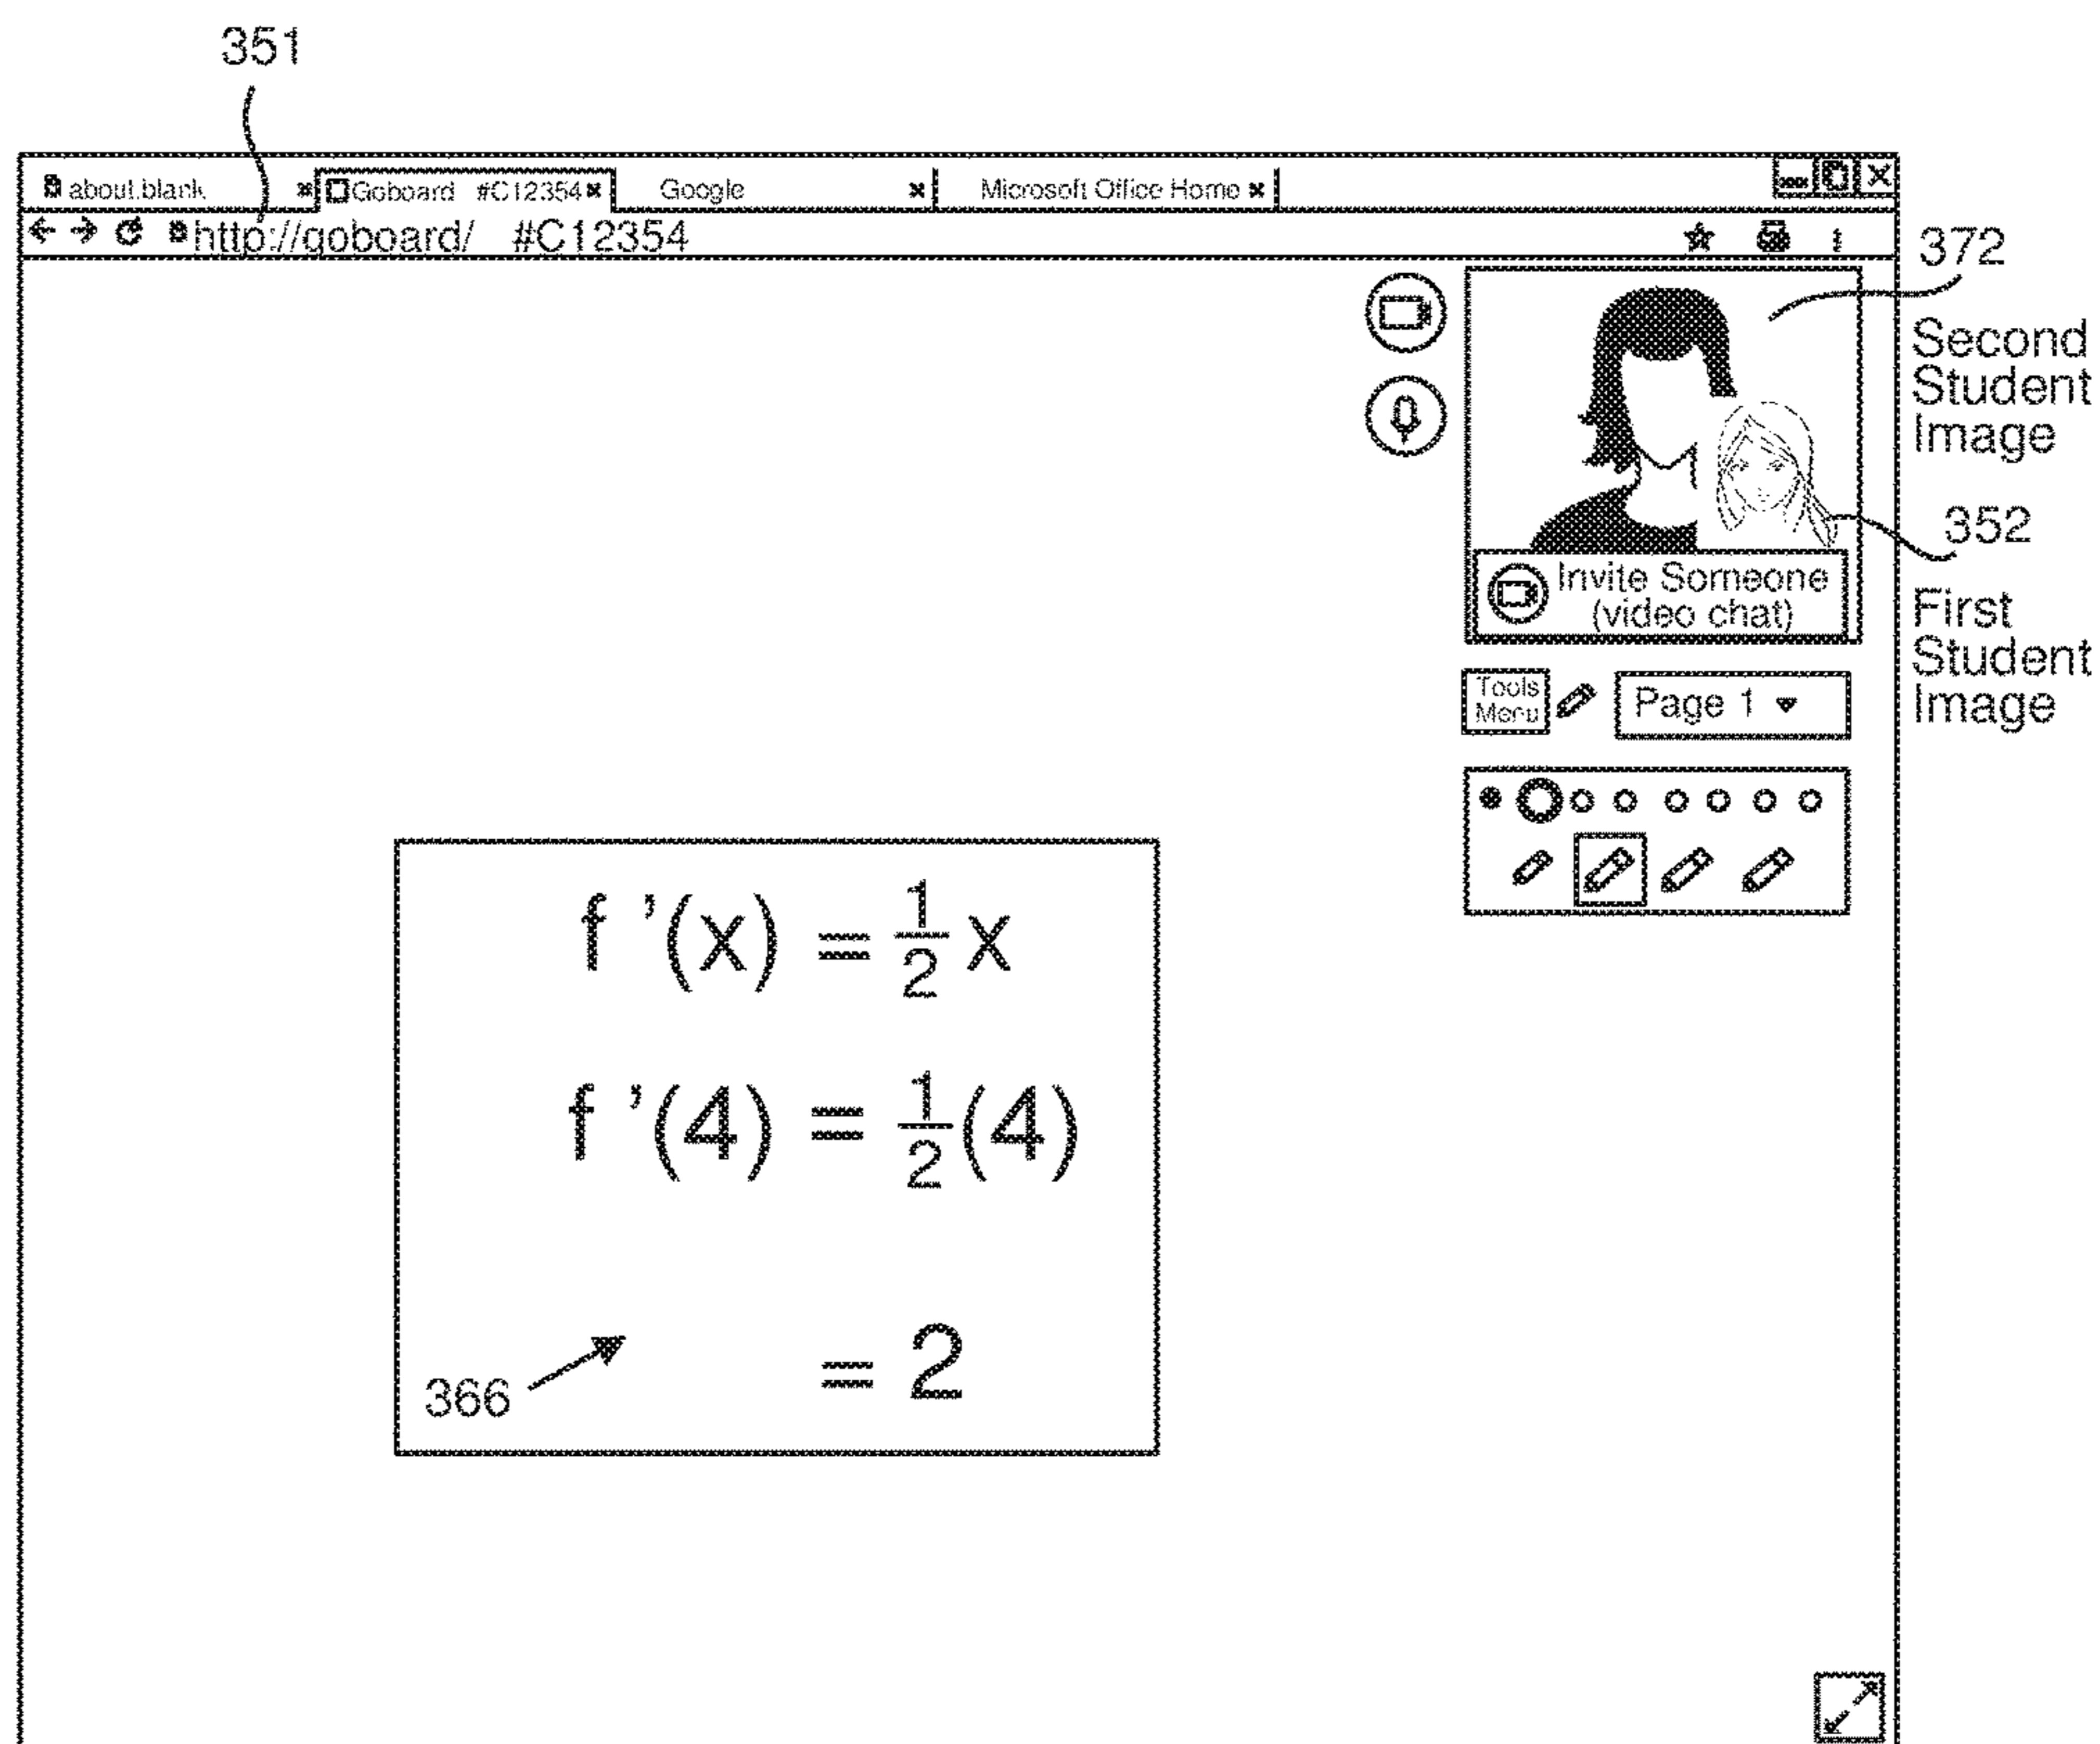 351
about.blank Goboard #C12354 Google Microsoft Office Home
http://goboard/ #C12354
372
Second
Student
Image
352
Invite Someone
(video chat)
First
Student
Image
Tools
Menu
Page 1
f '(x) = 1/2 x
f '(4) = 1/2 (4)
= 2
366